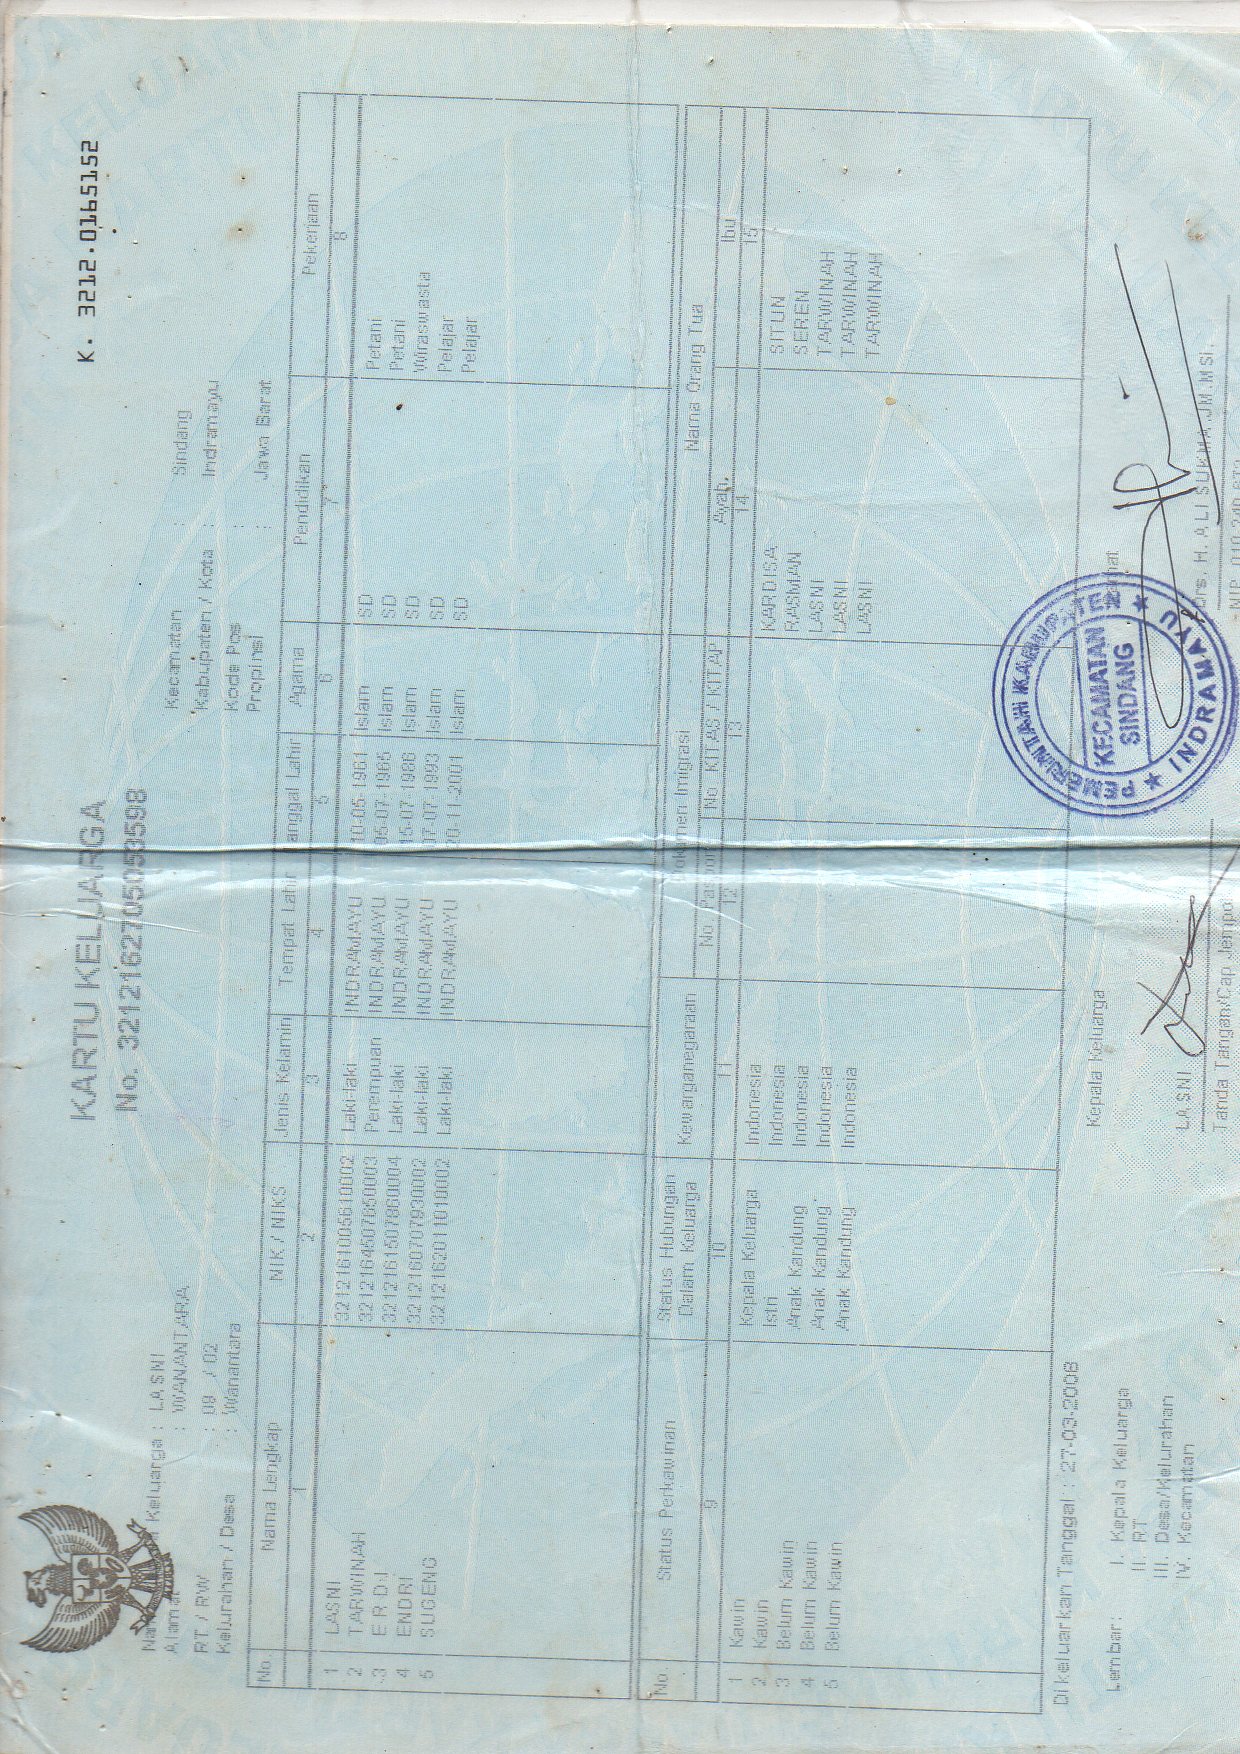 K. 3212.0165152
KARTU KELUARGA
No. 3212162705053598
Keluarga : LASNI
: WANANTARA
RT / RW : 09 / 02
Kelurahan / Desa : Wanantara
Kecamatan : Sindang
Kabupaten / Kota : Indramayu
Kode Pos :
Propinsi : Jawa Barat
No. Nama Lengkap NIK / NIKS Jenis Kelamin Tempat Lahir Tanggal Lahir Agama Pendidikan Pekerjaan
1 2 3 4 5 6 7 8
1 LASNI 3212161005610002 Laki-laki INDRAMAYU 10-05-1961 Islam SD Petani
2 TARWINAH 3212164507650003 Perempuan INDRAMAYU 05-07-1965 Islam SD Petani
3 E R D I 3212161507860004 Laki-laki INDRAMAYU 15-07-1986 Islam SD Wiraswasta
4 ENDRI 3212160707930002 Laki-laki INDRAMAYU 07-07-1993 Islam SD Pelajar
5 SUGENG 3212162011010002 Laki-laki INDRAMAYU 20-11-2001 Islam SD Pelajar
No. Status Perkawinan Status Hubungan Dalam Keluarga Kewarganegaraan Dokumen Imigrasi Nama Orang Tua
No. Paspor No. KITAS / KITAP Ayah Ibu
9 10 11 12 13 14 15
1 Kawin Kepala Keluarga Indonesia KARDISA SITUN
2 Kawin Istri Indonesia RASMAN SEREN
3 Belum Kawin Anak Kandung Indonesia LASNI TARWINAH
4 Belum Kawin Anak Kandung Indonesia LASNI TARWINAH
5 Belum Kawin Anak Kandung Indonesia LASNI TARWINAH
Dikeluarkan Tanggal : 27-03-2008
Lembar : I. Kepala Keluarga
II. RT
III. Desa/Kelurahan
IV. Kecamatan
Kepala Keluarga
LASNI
Tanda Tangan/Cap Jempol
PEMERINTAH KABUPATEN
KECAMATAN
SINDANG
★ INDRAMAYU ★
Drs. H. ALI SUKMA JM.MSi.